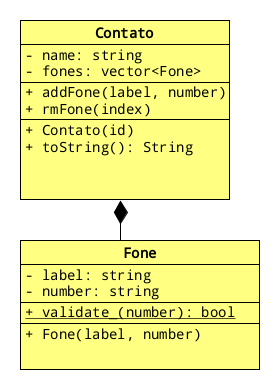 Contato
- name: string
- fones: vector<Fone>
+ addFone(label, number)
+ rmFone(index)
+ Contato(id)
+ toString(): String
Fone
- label: string
- number: string
+ validate_(number): bool
+ Fone(label, number)